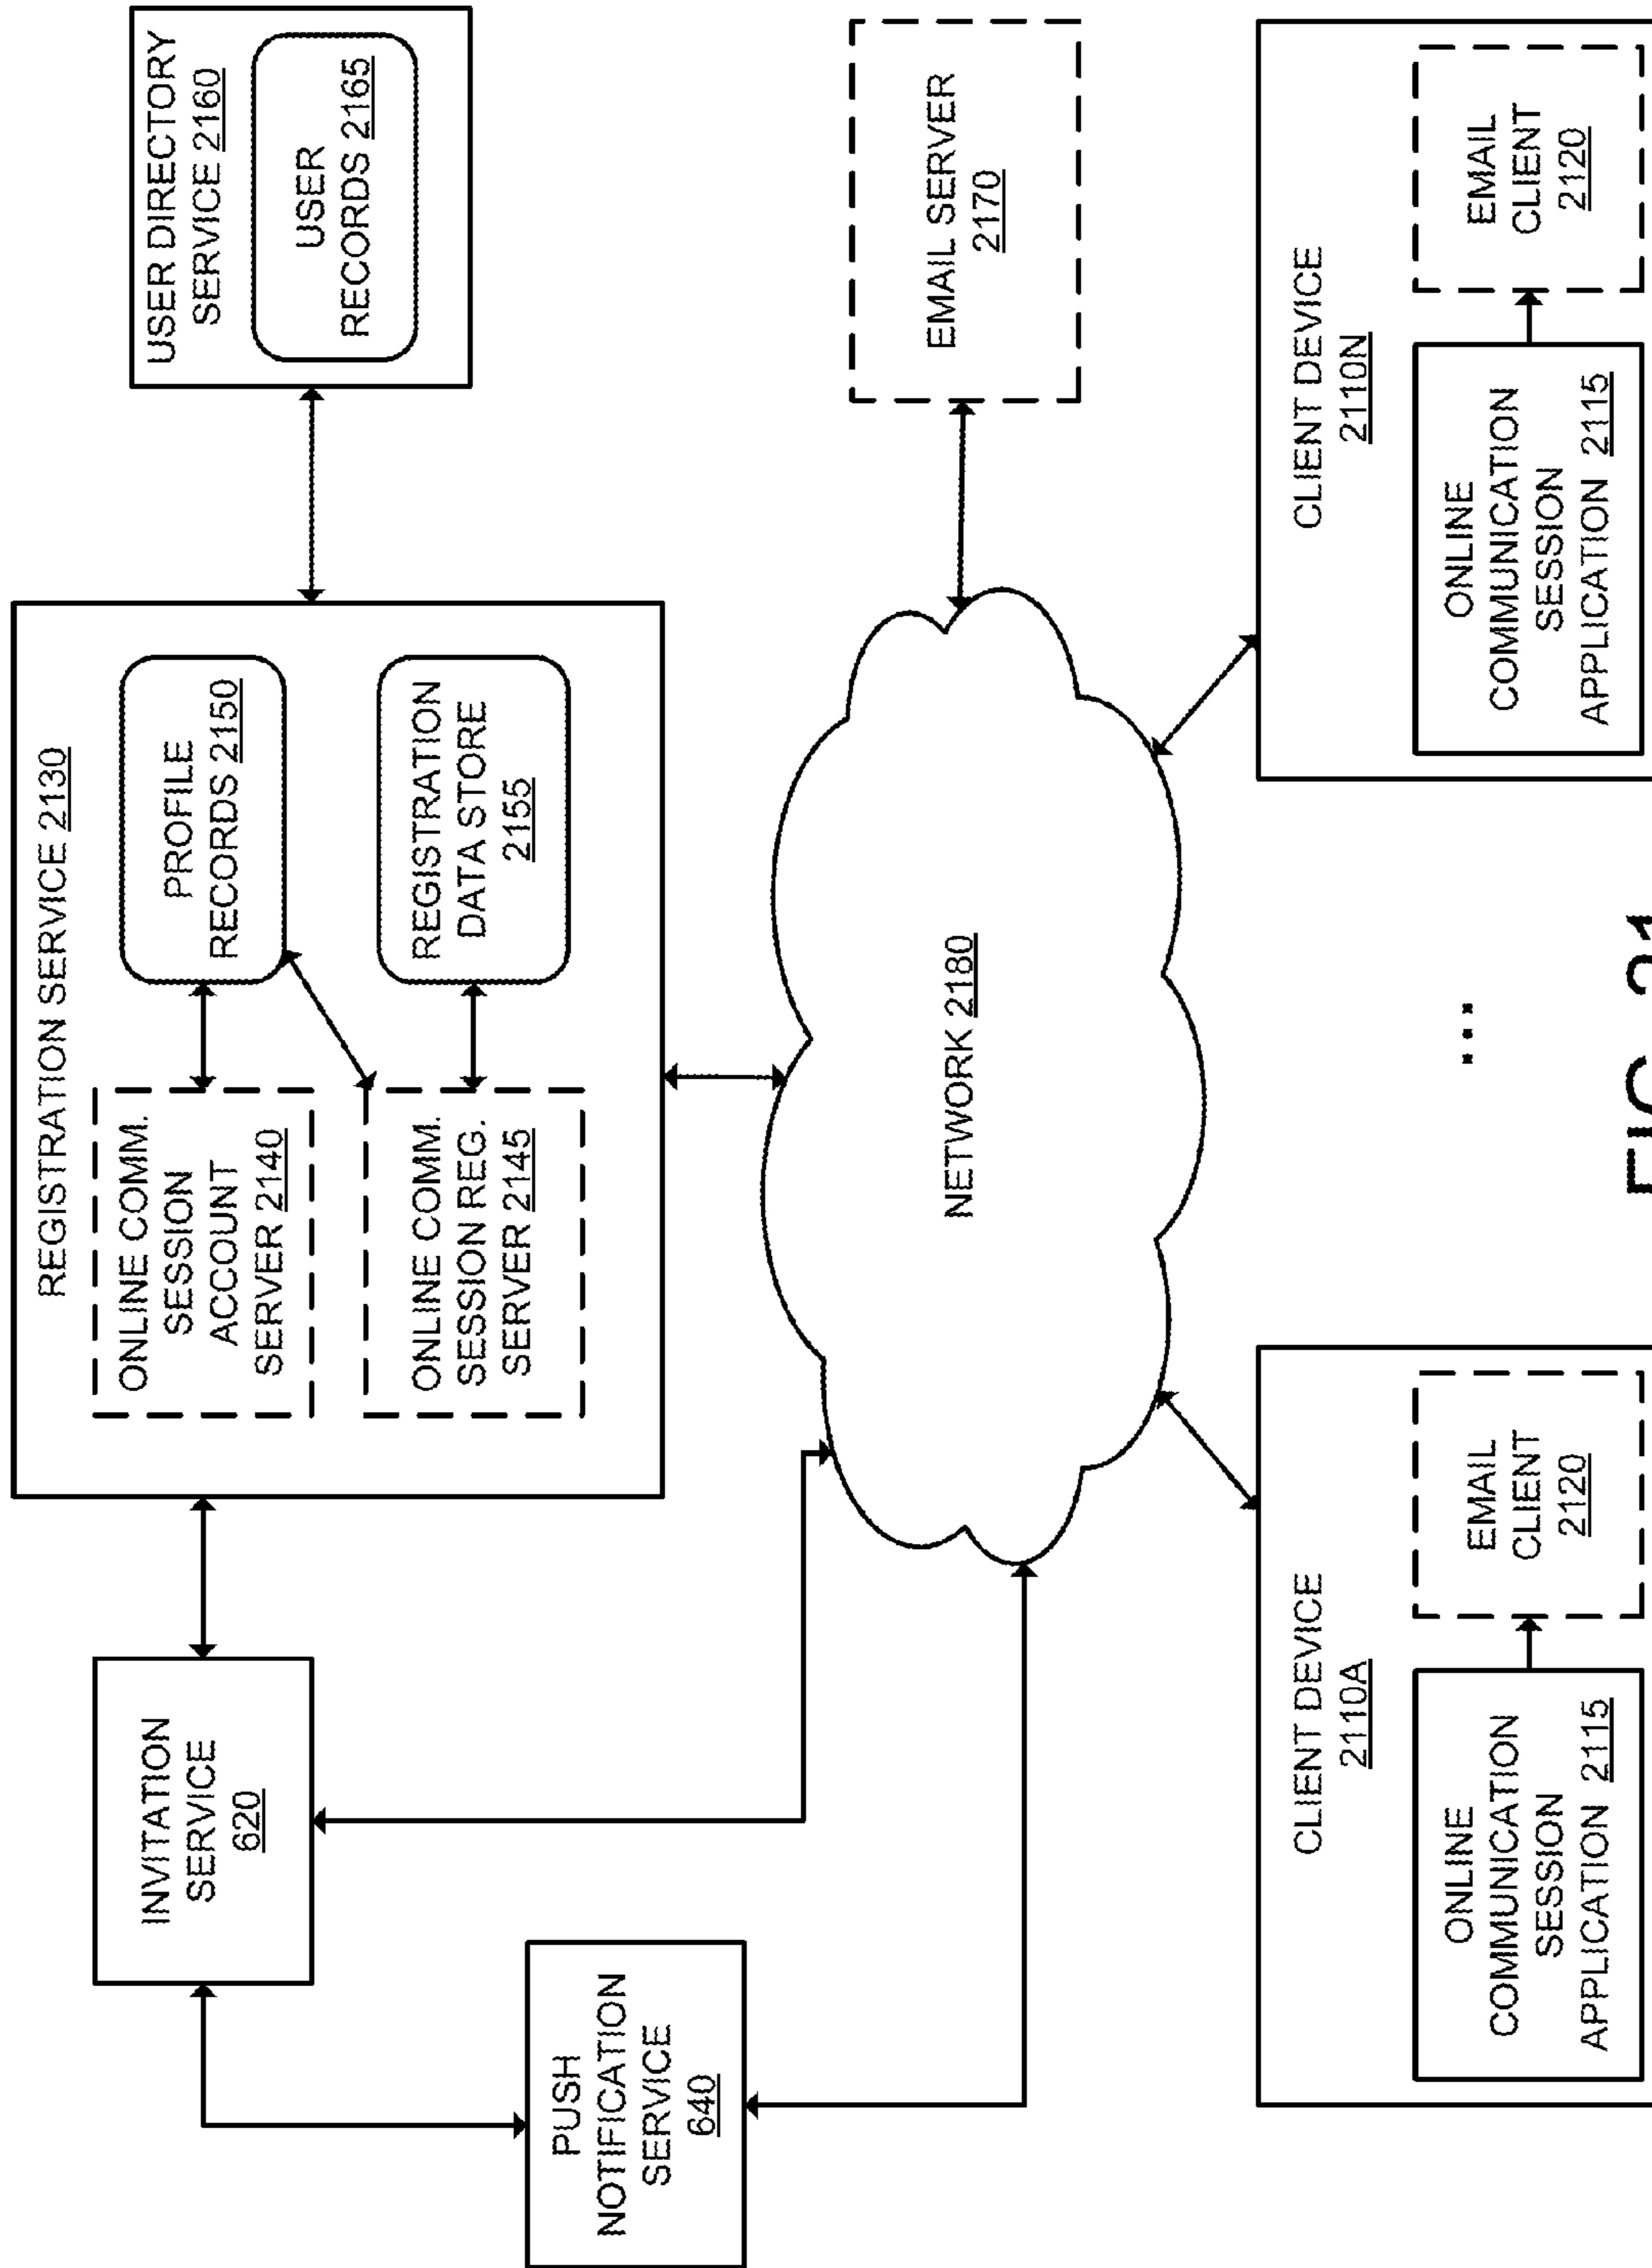 REGISTRATION SERVICE 2130
ONLINE COMM.
SESSION
ACCOUNT
SERVER 2140
PROFILE
RECORDS 2150
ONLINE COMM.
SESSION REG.
SERVER 2145
REGISTRATION
DATA STORE
2155
USER DIRECTORY
SERVICE 2160
USER
RECORDS 2165
INVITATION
SERVICE
620
PUSH
NOTIFICATION
SERVICE
640
NETWORK 2180
EMAIL SERVER
2170
CLIENT DEVICE
2110A
ONLINE
COMMUNICATION
SESSION
APPLICATION 2115
EMAIL
CLIENT
2120
...
CLIENT DEVICE
2110N
ONLINE
COMMUNICATION
SESSION
APPLICATION 2115
EMAIL
CLIENT
2120
FIG. 21